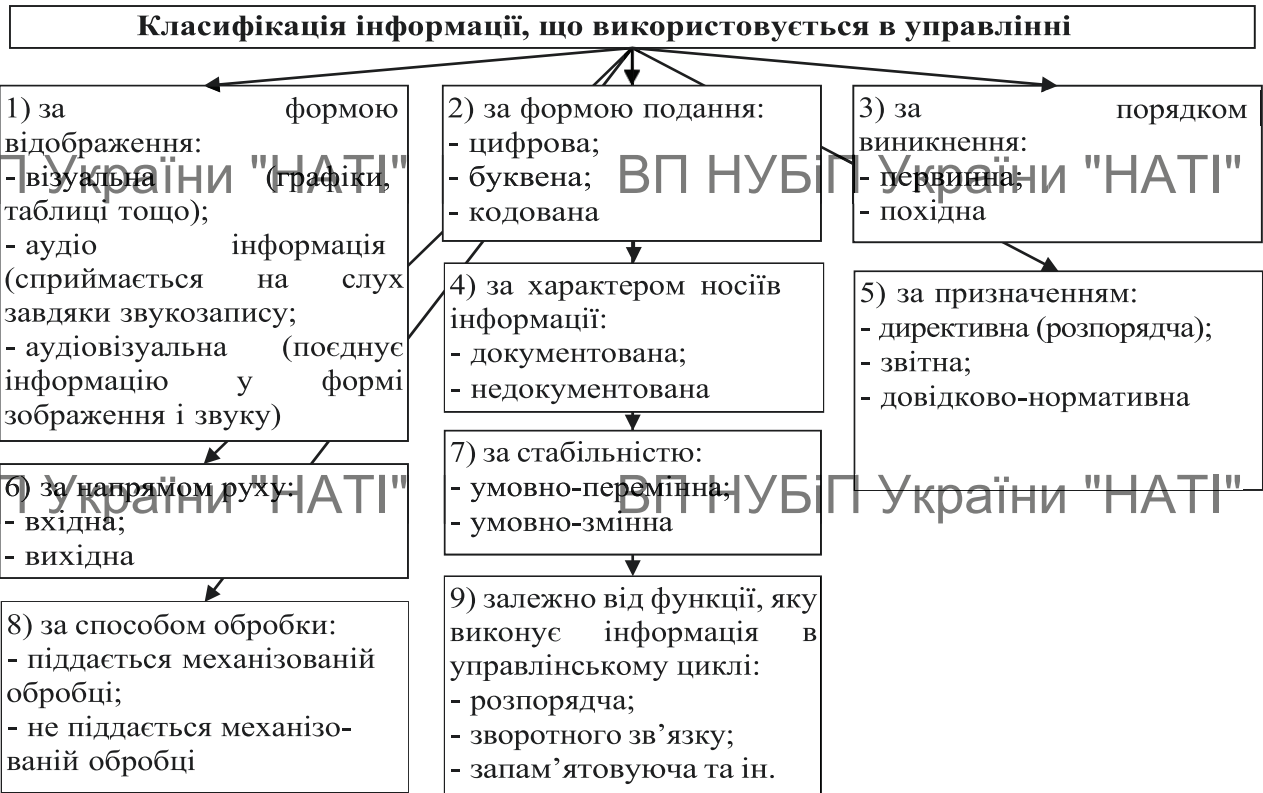 Класифікація інформації, що використовується в управлінні
1) за формою
відображення:
- візуальна (графіки,
таблиці тощо);
- аудіо інформація
(сприймається на слух
завдяки звукозапису;
- аудіовізуальна (поєднує
інформацію у формі
зображення і звуку)
2) за формою подання:
- цифрова;
- буквена;
- кодована
3) за порядком
виникнення:
- первинна;
- похідна
4) за характером носіїв
інформації:
- документована;
- недокументована
5) за призначенням:
- директивна (розпорядча);
- звітна;
- довідково-нормативна
6) за напрямом руху:
- вхідна;
- вихідна
7) за стабільністю:
- умовно-перемінна;
- умовно-змінна
8) за способом обробки:
- піддається механізованій
обробці;
- не піддається механізо-
ваній обробці
9) залежно від функції, яку
виконує інформація в
управлінському циклі:
- розпорядча;
- зворотного зв’язку;
- запам’ятовуюча та ін.
П України "НАТІ"
ВП НУБіП України "НАТІ"
П України "НАТІ"
ВП НУБіП України "НАТІ"